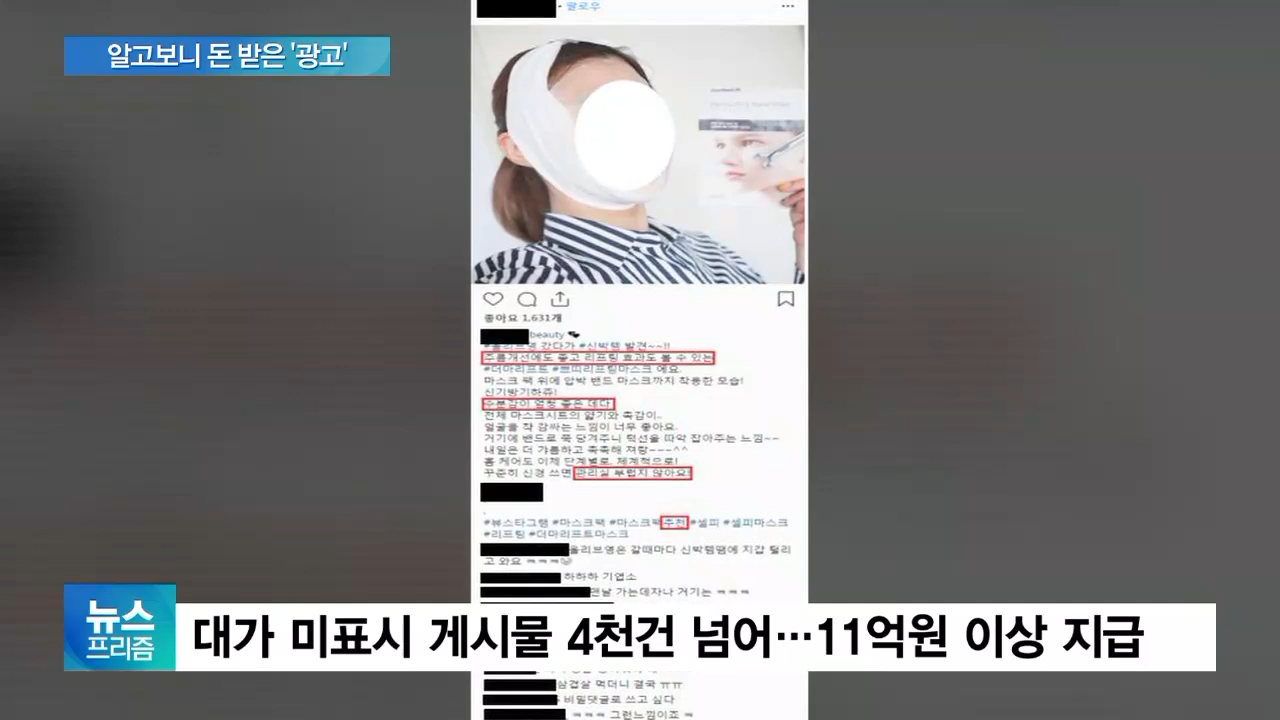 알고보니 돈 받은 '광고'
• 팔로우 ...
좋아요 1,631개
beauty
#올리브영 갔다가 #신박템 발견~~!!
주름개선에도 좋고 리프팅 효과도 볼 수 있는
#더마리프트 #쁘띠리프팅마스크 에요.
마스크 팩 위에 압박 밴드 마스크까지 착용한 모습!
신기방기하쥬!
수분감이 엄청 좋은 데다
전체 마스크시트의 얇기와 촉감이..
얼굴을 착 감싸는 느낌이 너무 좋아요.
거기에 밴드로 쭉 당겨주니 턱선을 따악 잡아주는 느낌~~
내일은 더 갸름하고 촉촉해 져랑~~~^^
홈 케어도 이제 단계별로, 체계적으로!
꾸준히 신경 쓰면 관리실 부럽지 않아요!
#뷰스타그램 #마스크팩 #마스크팩추천 #셀피 #셀피마스크
#리프팅 #더마리프트마스크
올리브영은 갈때마다 신박템땜에 지갑 털리
고 와요 ㅋㅋㅋ
하하하 기엽소
맨날 가는데자나 거기는 ㅋㅋㅋ
뉴스
프리즘
대가 미표시 게시물 4천건 넘어…11억원 이상 지급
삼겹살 먹더니 결국 ㅠㅠ
비밀댓글로 쓰고 싶다
ㅋㅋㅋ 그런느낌이죠 ㅋ